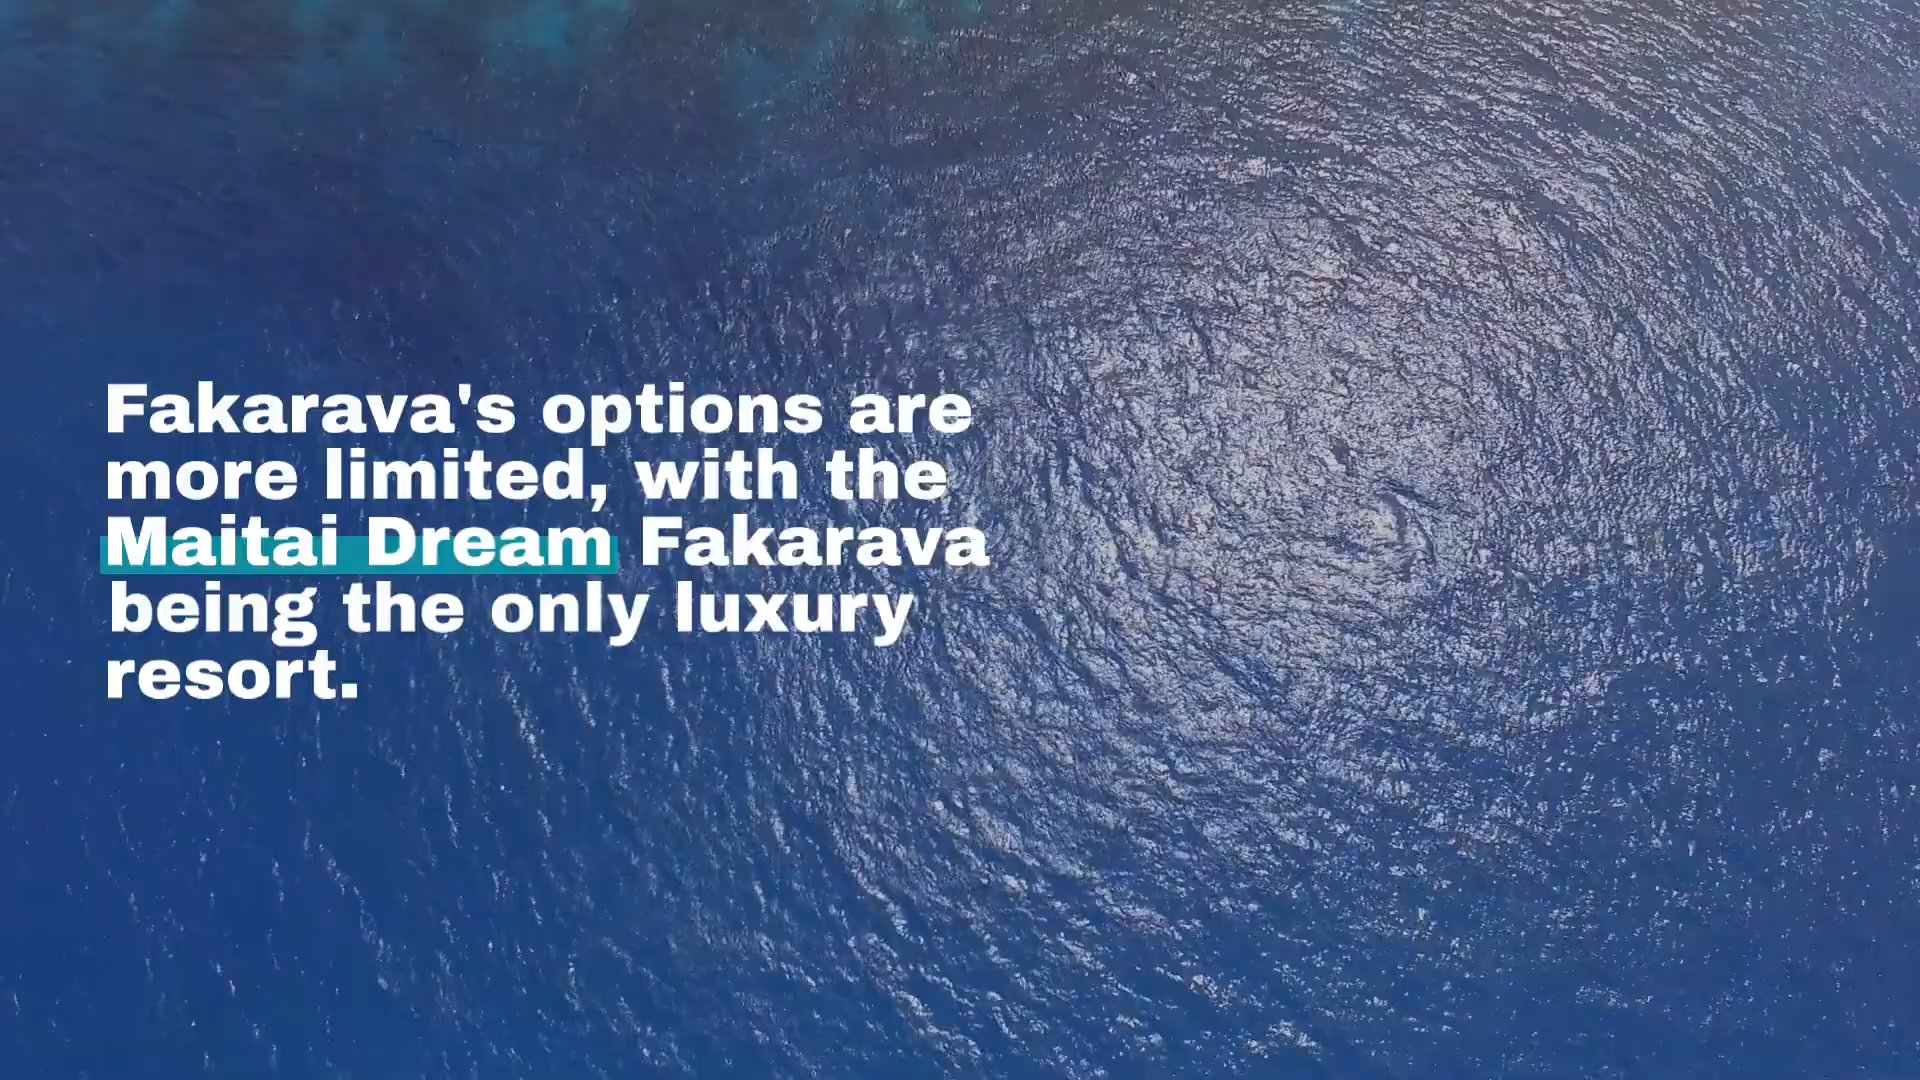 Fakarava's options are
more limited, with the
Maitai Dream Fakarava
being the only luxury
resort.